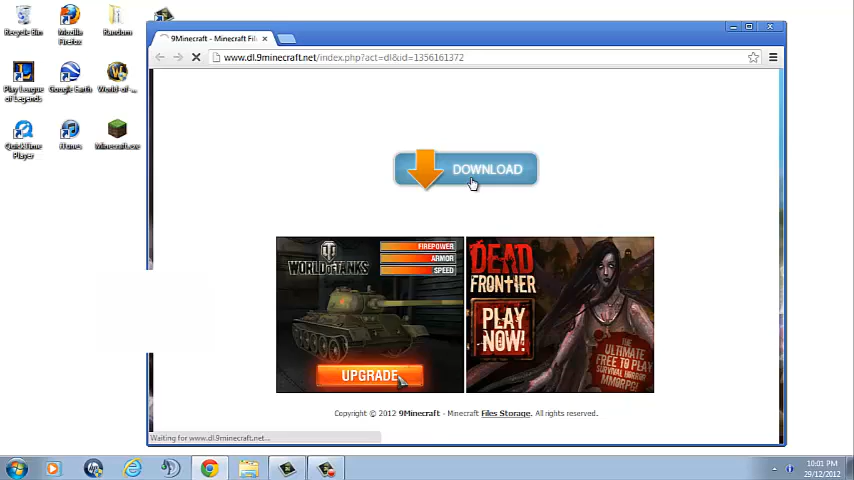 Recycle Bin
Mozilla Firefox
Random
Play League of Legends
Google Earth
World-of-...
QuickTime Player
iTunes
Minecraft.exe
9Minecraft - Minecraft File
www.dl.9minecraft.net/index.php?act=dl&id=1356161372
DOWNLOAD
WORLD OF TANKS
FIREPOWER
ARMOR
SPEED
UPGRADE
DEAD
FRONTIER
PLAY
NOW!
THE
ULTIMATE
FREE TO PLAY
SURVIVAL HORROR
MMORPG!
Copyright © 2012 9Minecraft - Minecraft Files Storage. All rights reserved.
Waiting for www.dl.9minecraft.net...
10:01 PM
29/12/2012